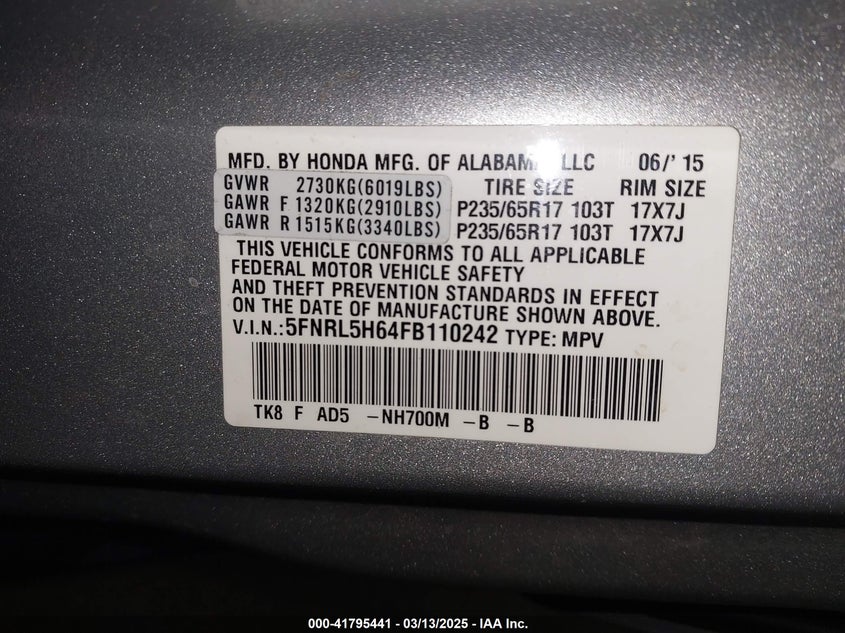 MFD. BY HONDA MFG. OF ALABAMA LLC 06/'15
GVWR 2730KG(6019LBS) TIRE SIZE RIM SIZE
GAWR F 1320KG(2910LBS) P235/65R17 103T 17X7J
GAWR R 1515KG(3340LBS) P235/65R17 103T 17X7J
THIS VEHICLE CONFORMS TO ALL APPLICABLE
FEDERAL MOTOR VEHICLE SAFETY
AND THEFT PREVENTION STANDARDS IN EFFECT
ON THE DATE OF MANUFACTURE SHOWN ABOVE.
V.I.N.:5FNRL5H64FB110242 TYPE: MPV
TK8 F AD5 -NH700M -B -B
000-41795441 - 03/13/2025 - IAA Inc.